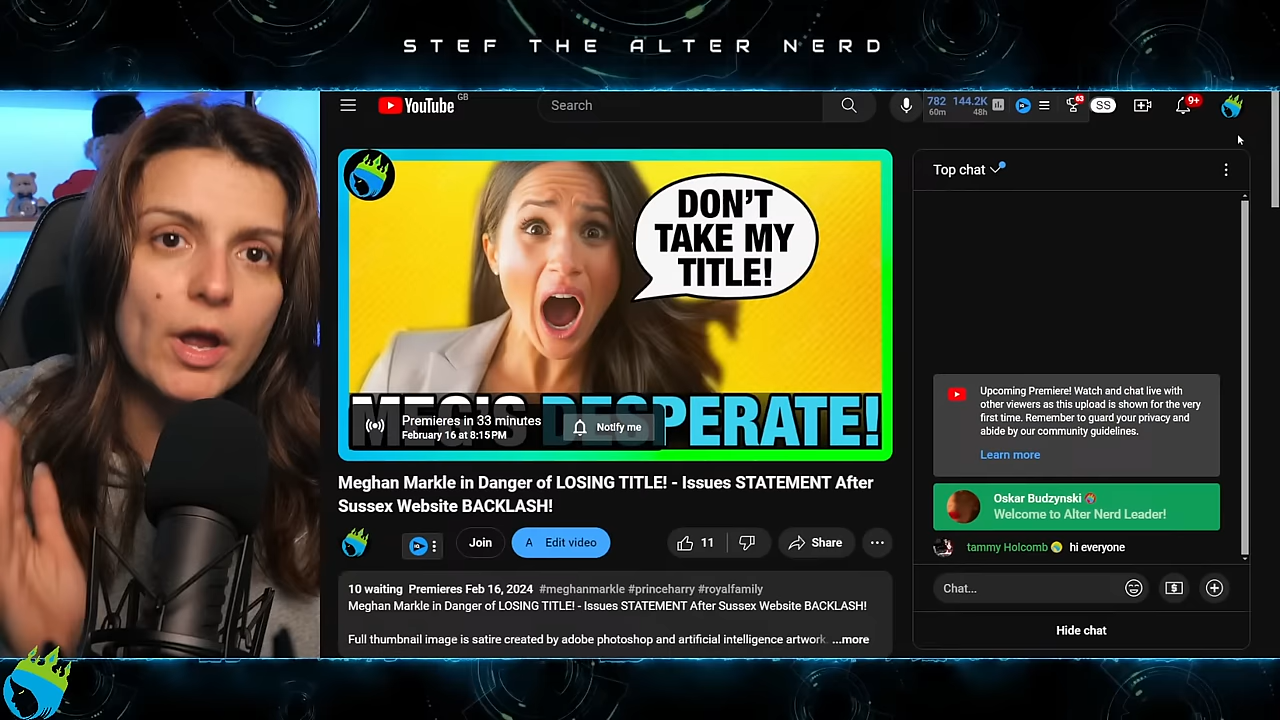 STEF THE ALTER NERD
YouTube GB
Search
782 144.2K
60m 48h
63
SS
9+
DON'T
TAKE MY
TITLE!
MEG'S DESPERATE!
Premieres in 33 minutes
February 16 at 8:15 PM
Notify me
Top chat
Upcoming Premiere! Watch and chat live with
other viewers as this upload is shown for the very
first time. Remember to guard your privacy and
abide by our community guidelines.
Learn more
Oskar Budzynski
Welcome to Alter Nerd Leader!
tammy Holcomb hi everyone
Chat...
Hide chat
Meghan Markle in Danger of LOSING TITLE! - Issues STATEMENT After
Sussex Website BACKLASH!
Join
Edit video
11
Share
10 waiting Premieres Feb 16, 2024 #meghanmarkle #princeharry #royalfamily
Meghan Markle in Danger of LOSING TITLE! - Issues STATEMENT After Sussex Website BACKLASH!
Full thumbnail image is satire created by adobe photoshop and artificial intelligence artwork ...more